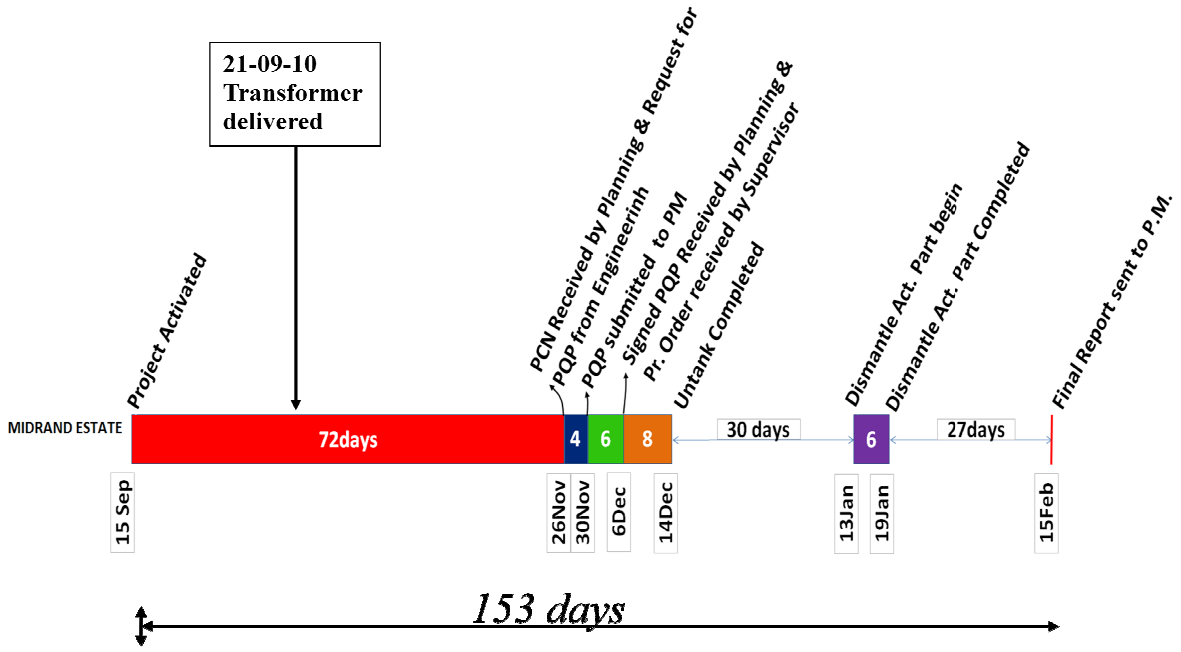 21-09-10
Transformer
delivered
Project Activated
PCN Received by Planning & Request for
PQP from Engineerinh
PQP submitted to PM
Signed PQP Received by Planning &
Pr. Order received by Supervisor
Untank Completed
Dismantle Act. Part begin
Dismantle Act. Part Completed
Final Report sent to P.M.
MIDRAND ESTATE
72days
4
6
8
30 days
6
27days
15 Sep
26Nov
30Nov
6Dec
14Dec
13Jan
19Jan
15Feb
153 days